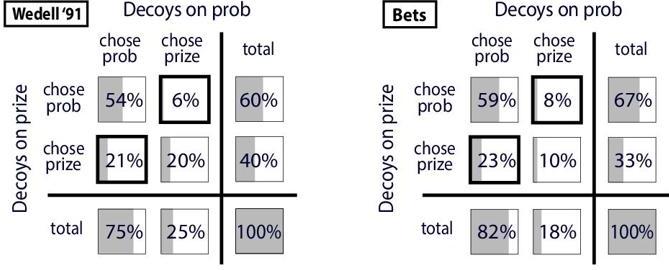 Wedell ‘91
Decoys on prob
chose prob
chose prize
total
Decoys on prize
chose prob
54%
6%
60%
chose prize
21%
20%
40%
total
75%
25%
100%
Bets
Decoys on prob
chose prob
chose prize
total
Decoys on prize
chose prob
59%
8%
67%
chose prize
23%
10%
33%
total
82%
18%
100%